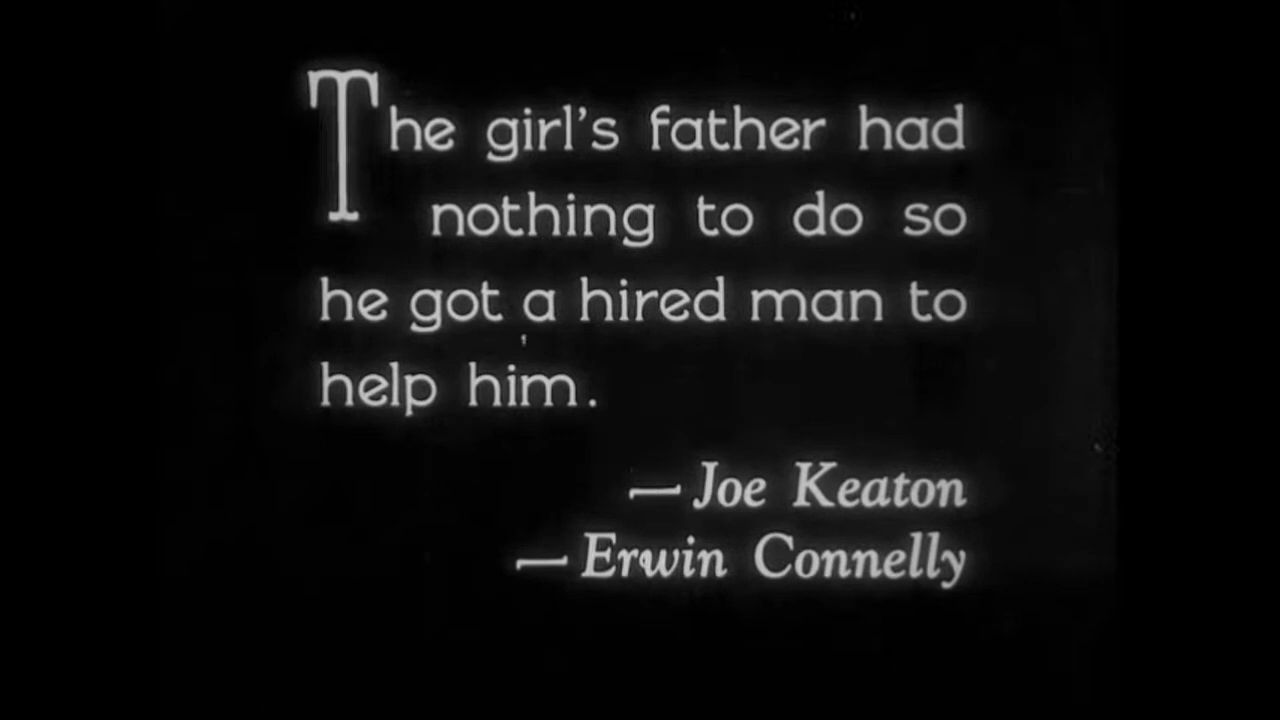 The girl's father had
nothing to do so
he got a hired man to
help him.
— Joe Keaton
— Erwin Connelly